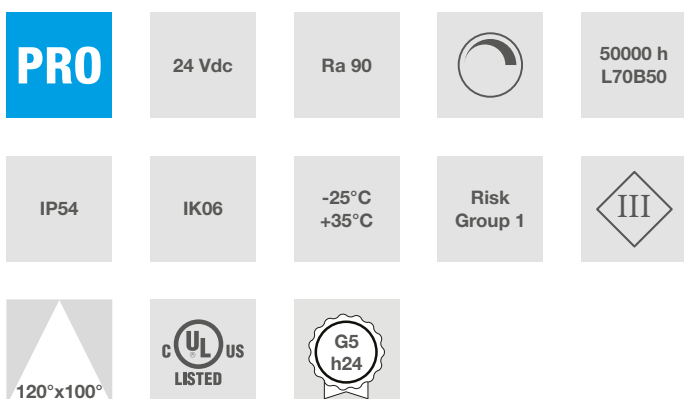 PRO
24 Vdc
Ra 90
50000 h
L70B50
IP54
IK06
-25°C
+35°C
Risk
Group 1
III
120°x100°
C UL ® US
LISTED
G5
h24